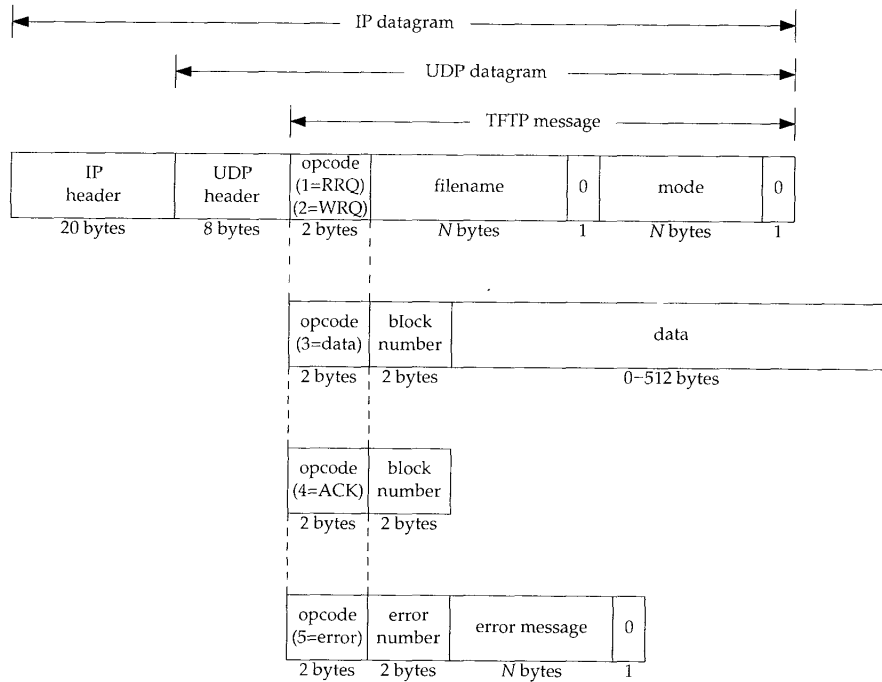 IP datagram
UDP datagram
TFTP message
IP header
UDP header
opcode (1=RRQ) (2=WRQ)
filename
0
mode
0
20 bytes
8 bytes
2 bytes
N bytes
1
N bytes
1
opcode (3=data)
block number
data
2 bytes
2 bytes
0–512 bytes
opcode (4=ACK)
block number
2 bytes
2 bytes
opcode (5=error)
error number
error message
0
2 bytes
2 bytes
N bytes
1